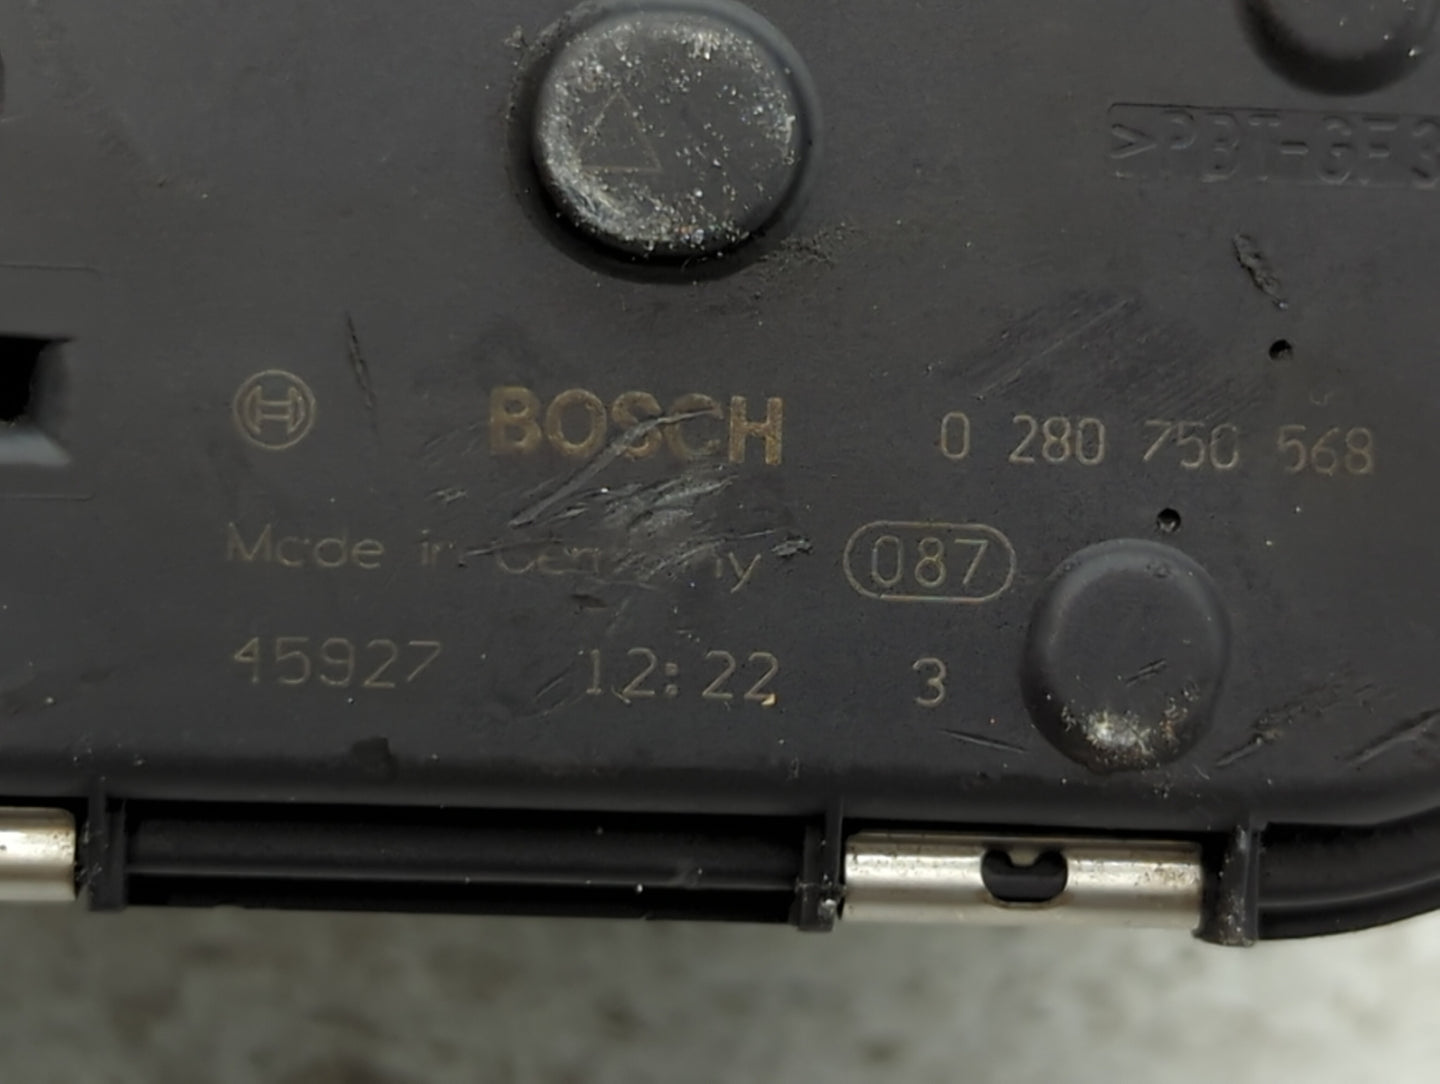 >PBT-GF3
BOSCH 0 280 750 568
Made in Germany 087
45927 12:22 3